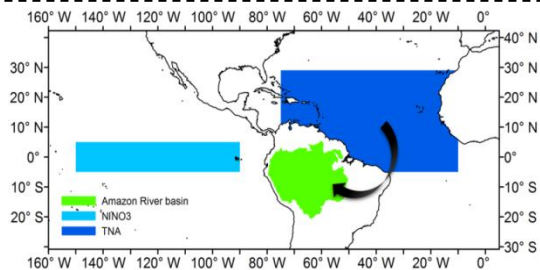 160° W 140° W 120° W 100° W 80° W 60° W 40° W 20° W 0°
30° N 40° N
20° N 30° N
10° N 20° N
0° 10° N
10° S 0°
20° S 10° S
20° S
30° S
Amazon River basin
NINO3
TNA
160° W 140° W 120° W 100° W 80° W 60° W 40° W 20° W 0°